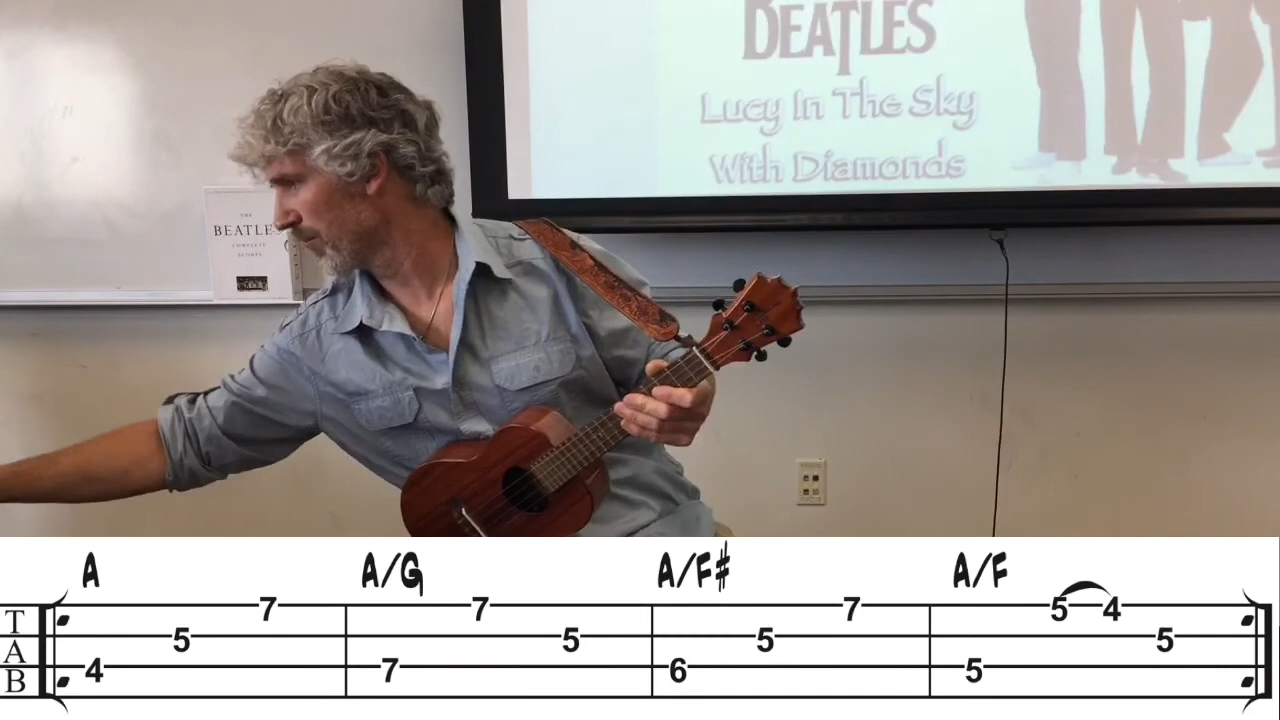 BEATLES
Lucy In The Sky
With Diamonds
THE
BEATLES
COMPLETE
SCORES
A A/G A/F# A/F
T 7 7 7 5 4
A 5 5 5 5
B 4 7 6 5